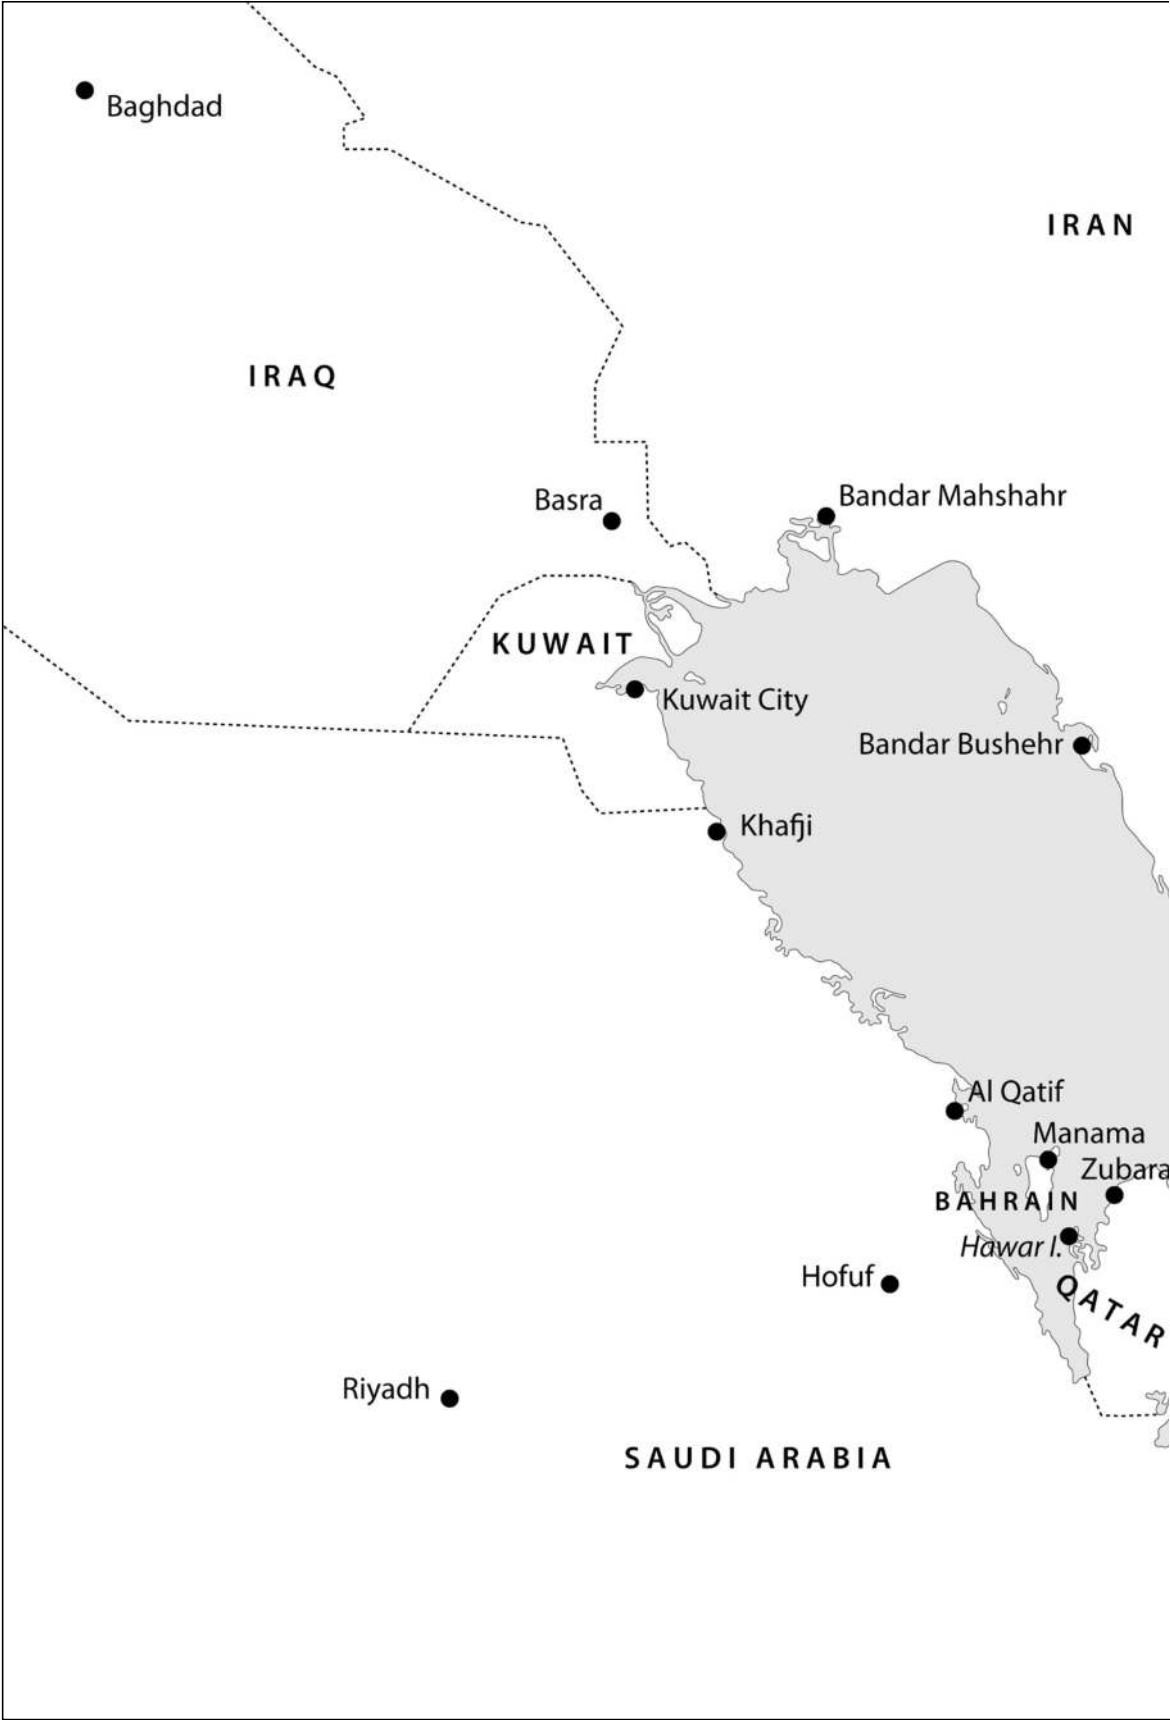 Baghdad
IRAN
IRAQ
Bandar Mahshahr
Basra
KUWAIT
Kuwait City
Bandar Bushehr
Khafji
Al Qatif
Manama
Zubara
BAHRAIN
Hawar I.
Hofuf
QATAR
Riyadh
SAUDI ARABIA